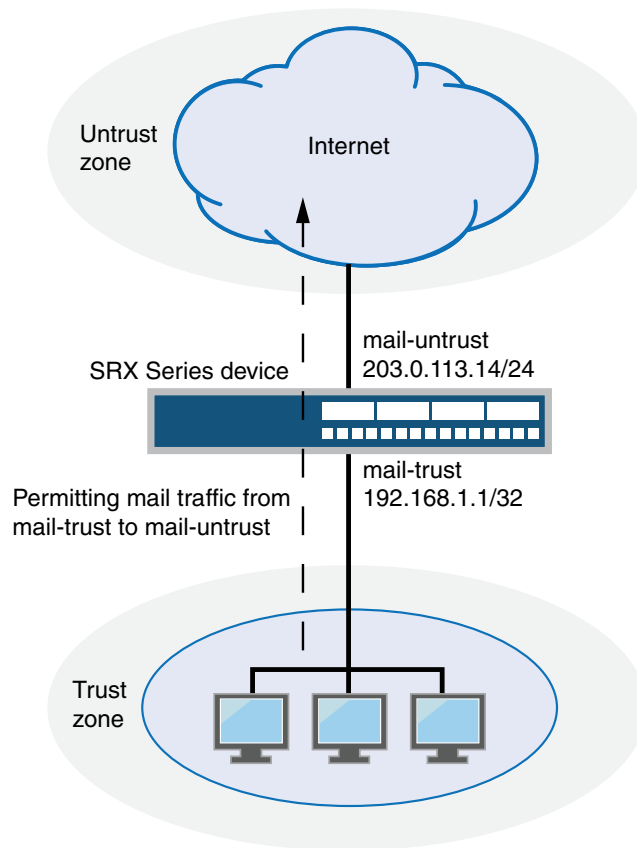 Untrust
zone
Internet
mail-untrust
203.0.113.14/24
SRX Series device
mail-trust
192.168.1.1/32
Permitting mail traffic from
mail-trust to mail-untrust
Trust
zone